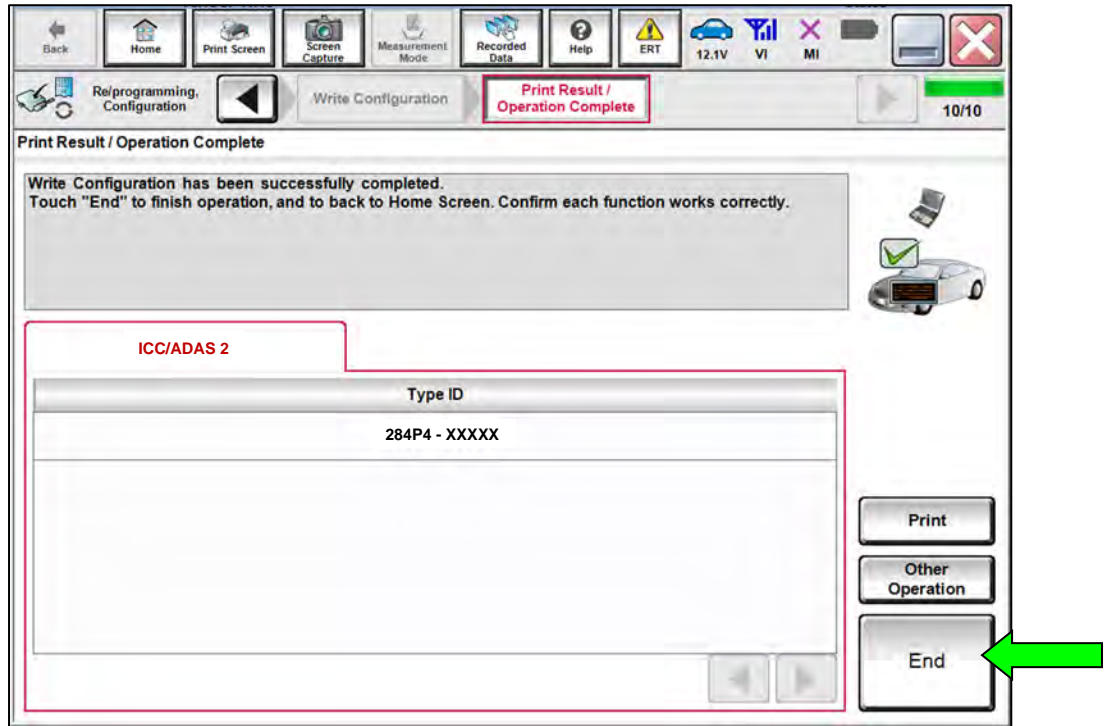 Back
Home
Print Screen
Screen
Capture
Measurement
Mode
Recorded
Data
Help
ERT
12.1V
VI
MI
Re/programming,
Configuration
Write Configuration
Print Result /
Operation Complete
10/10
Print Result / Operation Complete
Write Configuration has been successfully completed.
Touch "End" to finish operation, and to back to Home Screen. Confirm each function works correctly.
ICC/ADAS 2
Type ID
284P4 - XXXXX
Print
Other
Operation
End